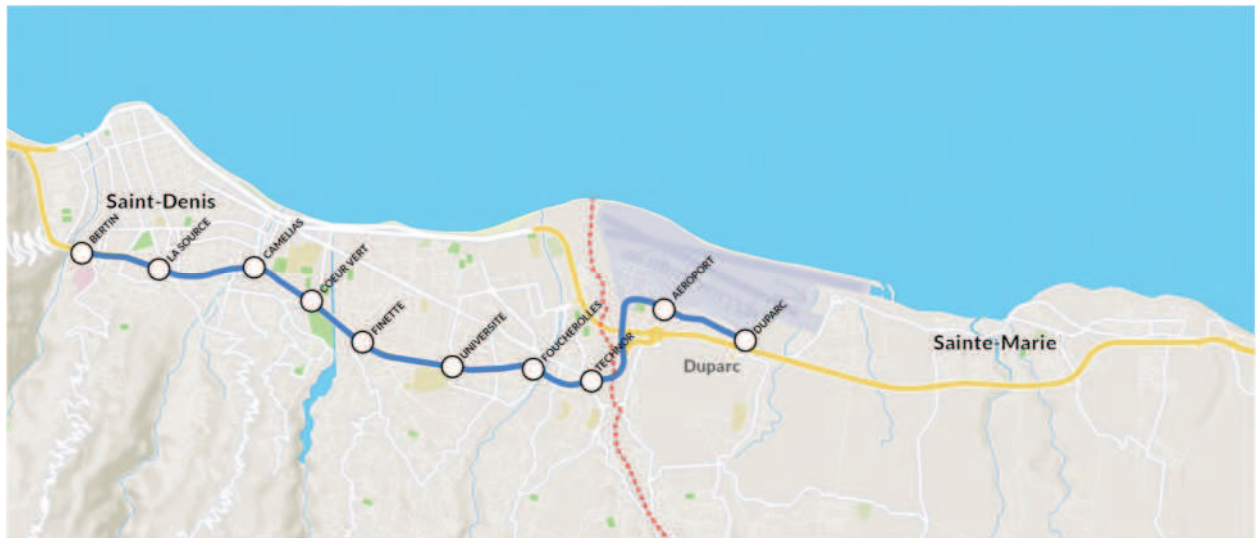 Saint-Denis
BERTIN
LA SOURCE
CAMELIAS
COEUR VERT
FINETTE
UNIVERSITE
FOUCHEROLLES
TECHNOR
AEROPORT
DUPARC
Duparc
Sainte-Marie